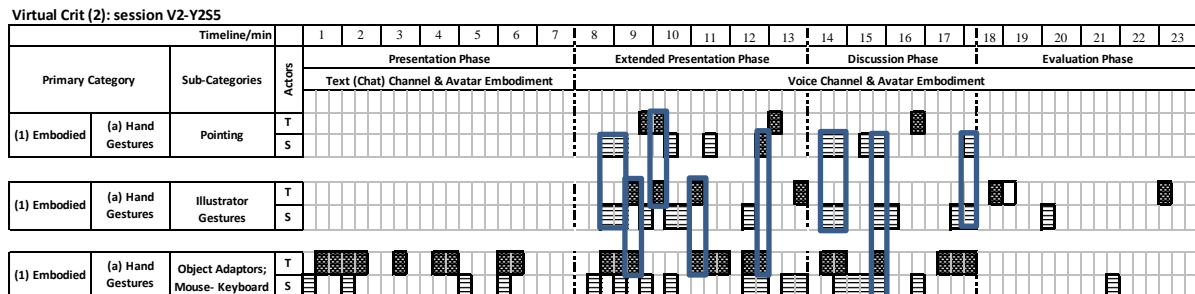 Virtual Crit (2): session V2-Y2S5
Timeline/min 1 2 3 4 5 6 7 8 9 10 11 12 13 14 15 16 17 18 19 20 21 22 23
Primary Category Sub-Categories Actors Presentation Phase Extended Presentation Phase Discussion Phase Evaluation Phase
Text (Chat) Channel & Avatar Embodiment Voice Channel & Avatar Embodiment
(1) Embodied (a) Hand Gestures Pointing T
S
(1) Embodied (a) Hand Gestures Illustrator Gestures T
S
(1) Embodied (a) Hand Gestures Object Adaptors; Mouse- Keyboard T
S